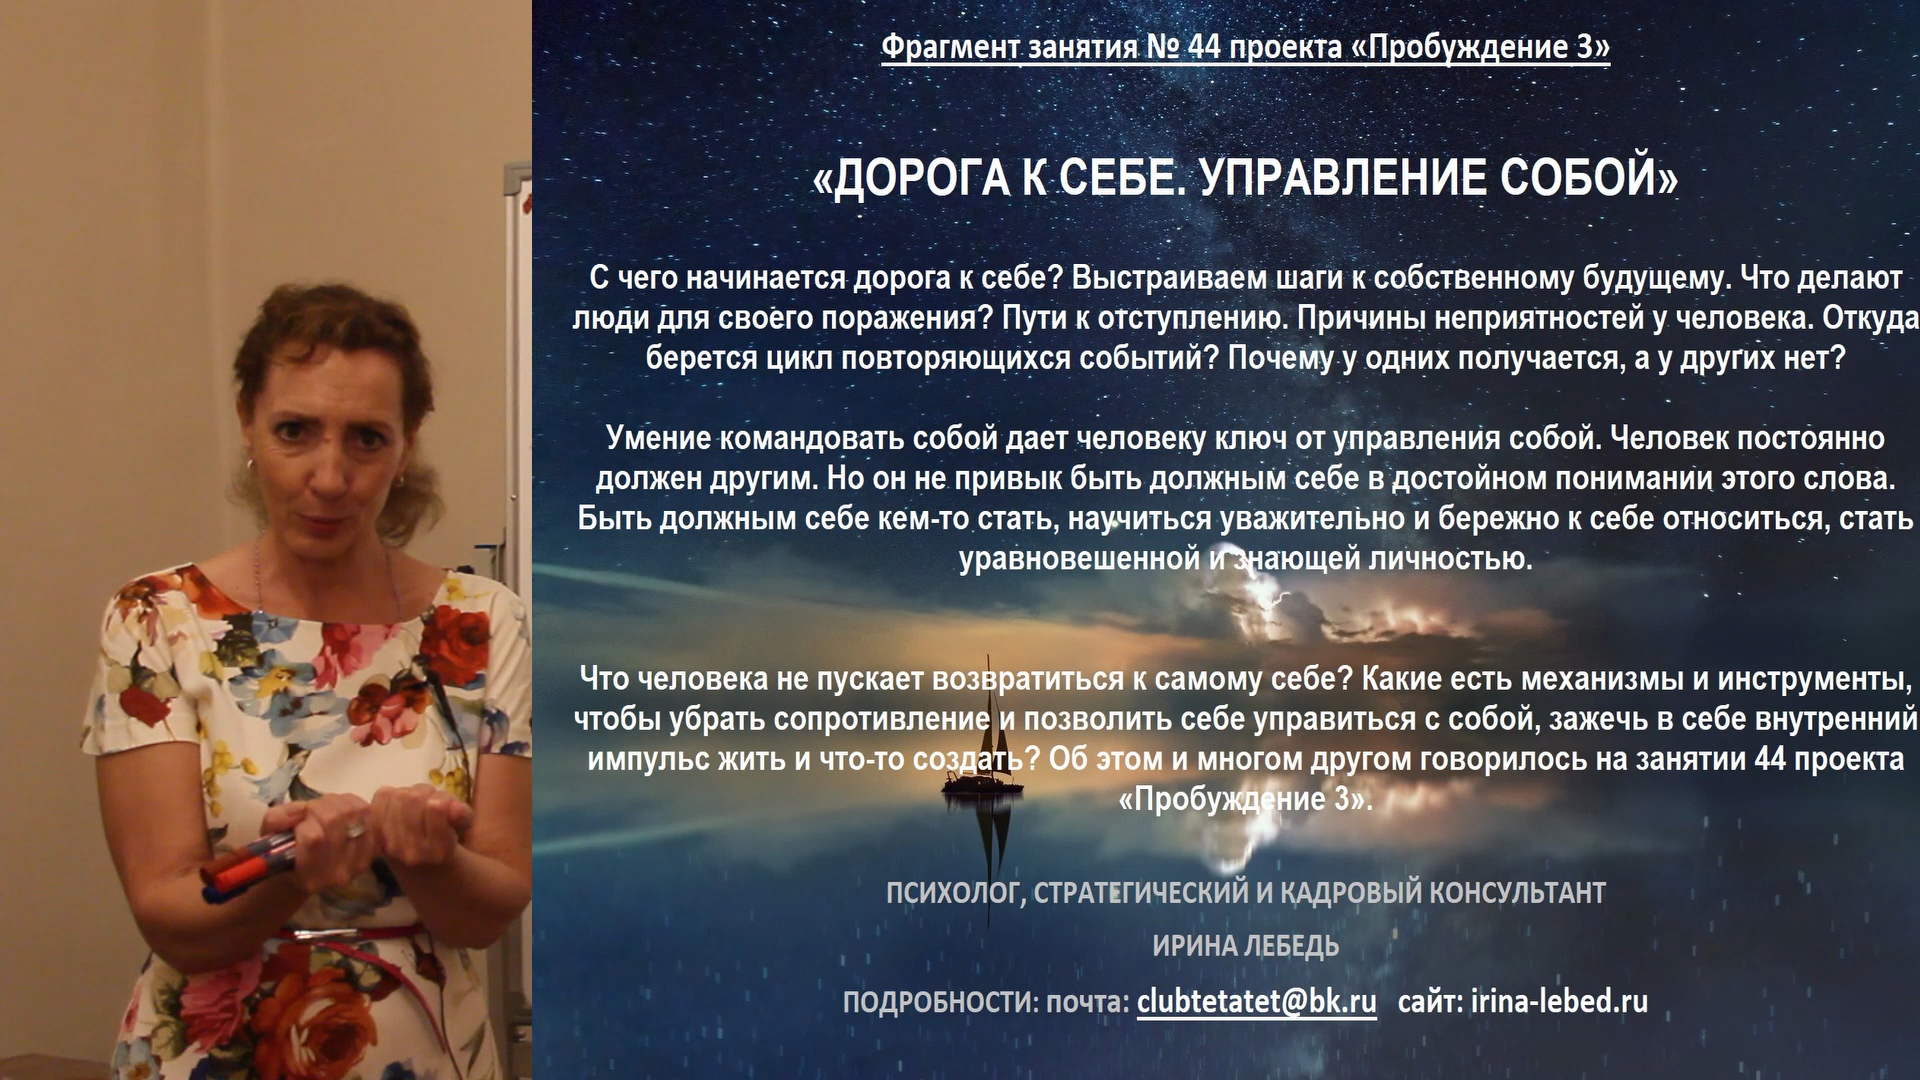 Фрагмент занятия № 44 проекта «Пробуждение 3»
«ДОРОГА К СЕБЕ. УПРАВЛЕНИЕ СОБОЙ»
С чего начинается дорога к себе? Выстраиваем шаги к собственному будущему. Что делают
люди для своего поражения? Пути к отступлению. Причины неприятностей у человека. Откуда
берется цикл повторяющихся событий? Почему у одних получается, а у других нет?
Умение командовать собой дает человеку ключ от управления собой. Человек постоянно
должен другим. Но он не привык быть должным себе в достойном понимании этого слова.
Быть должным себе кем-то стать, научиться уважительно и бережно к себе относиться, стать
уравновешенной и знающей личностью.
Что человека не пускает возвратиться к самому себе? Какие есть механизмы и инструменты,
чтобы убрать сопротивление и позволить себе управиться с собой, зажечь в себе внутренний
импульс жить и что-то создать? Об этом и многом другом говорилось на занятии 44 проекта
«Пробуждение 3».
ПСИХОЛОГ, СТРАТЕГИЧЕСКИЙ И КАДРОВЫЙ КОНСУЛЬТАНТ
ИРИНА ЛЕБЕДЬ
ПОДРОБНОСТИ: почта: clubtetatet@bk.ru сайт: irina-lebed.ru